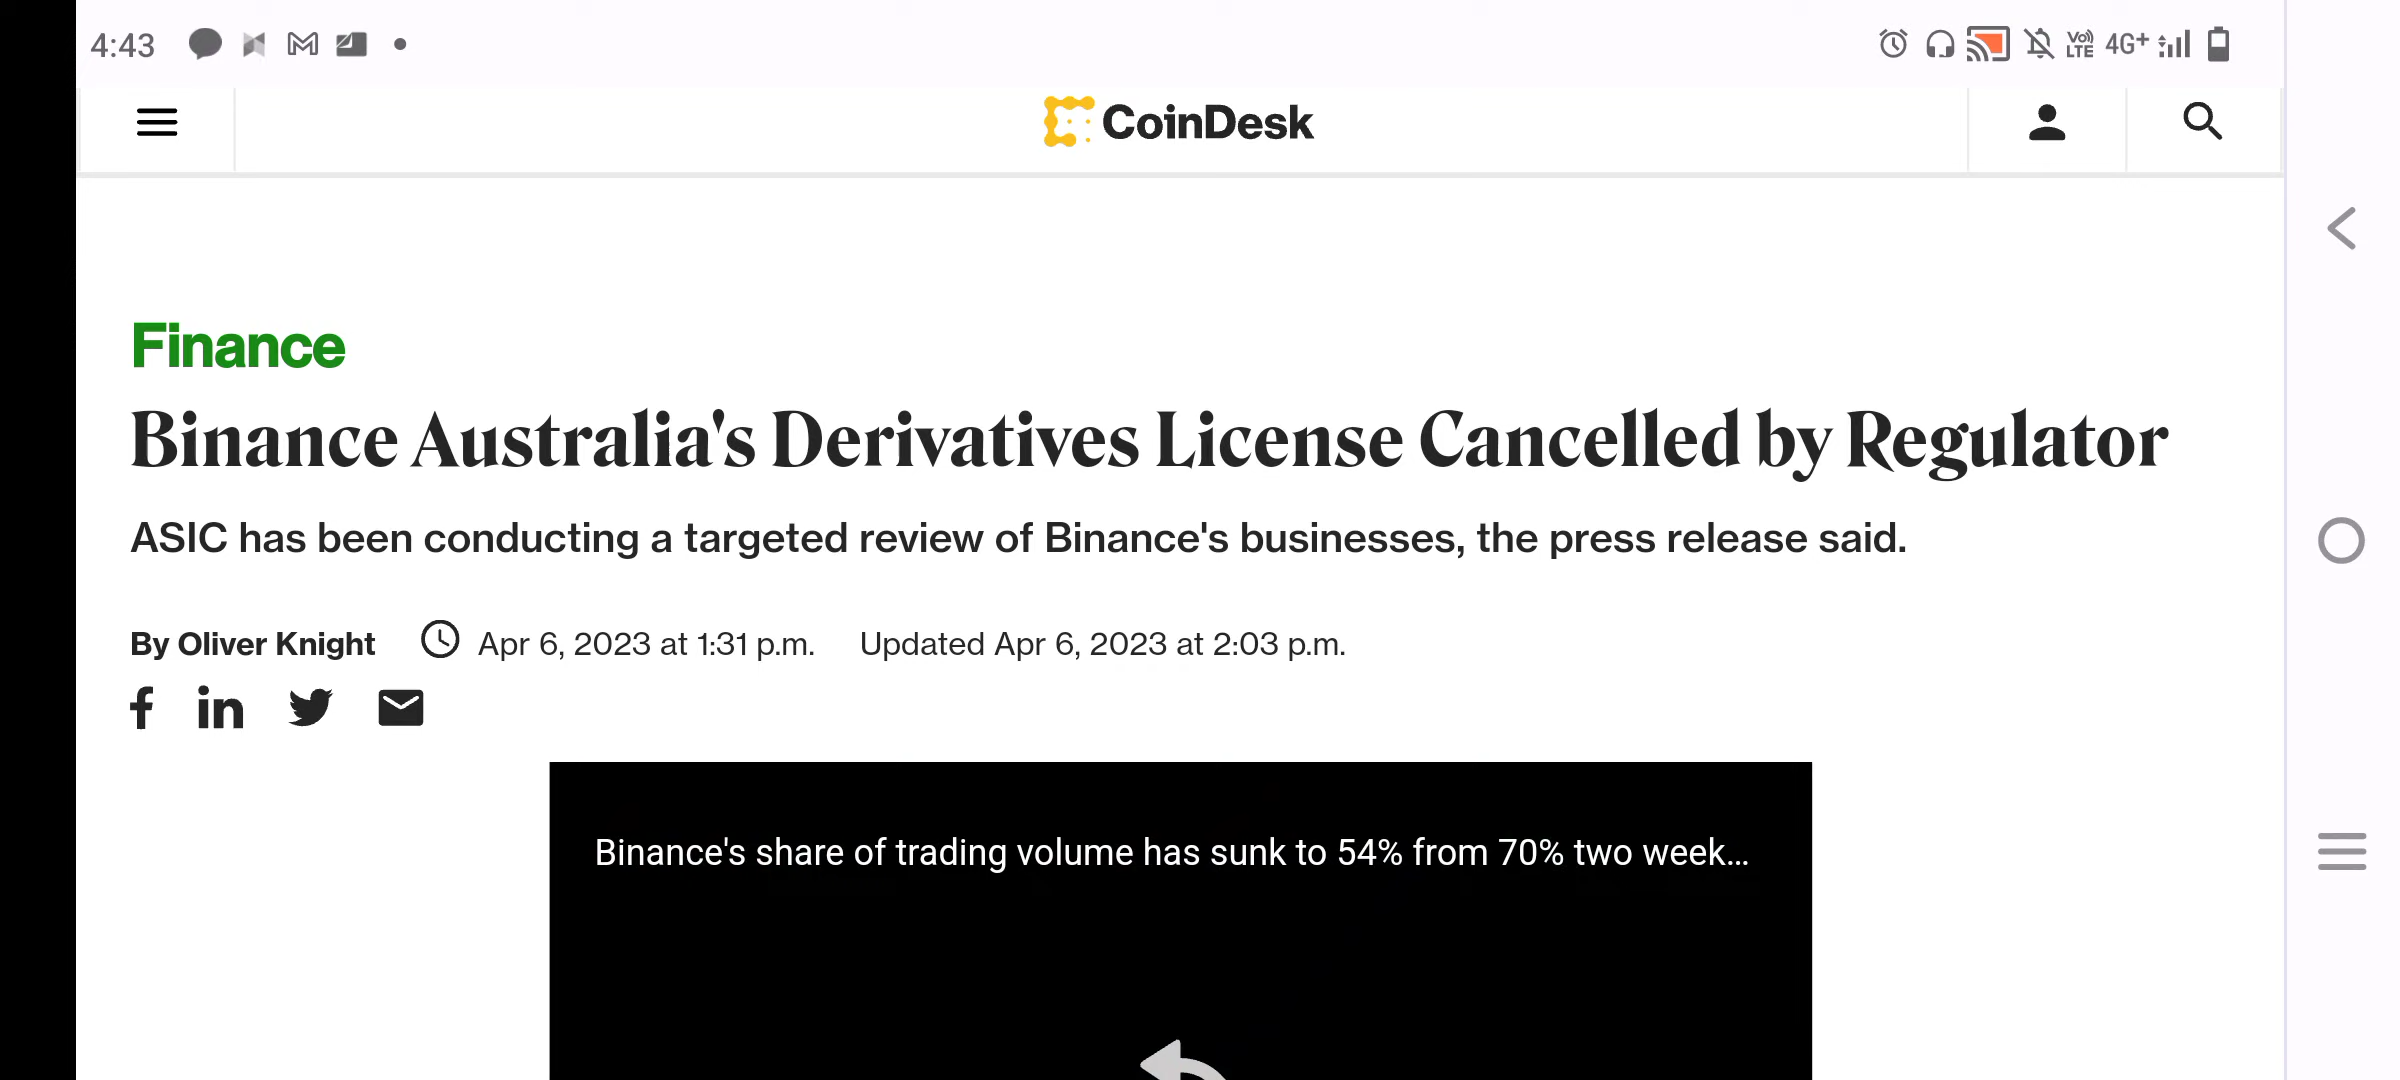 4:43
VoLTE 4G+
CoinDesk
Finance
Binance Australia's Derivatives License Cancelled by Regulator
ASIC has been conducting a targeted review of Binance's businesses, the press release said.
By Oliver Knight Apr 6, 2023 at 1:31 p.m. Updated Apr 6, 2023 at 2:03 p.m.
Binance's share of trading volume has sunk to 54% from 70% two week...